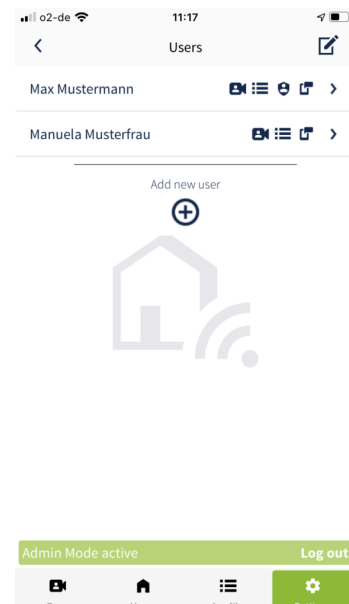 o2-de 11:17
Users
Max Mustermann
Manuela Musterfrau
Add new user
Admin Mode active Log out